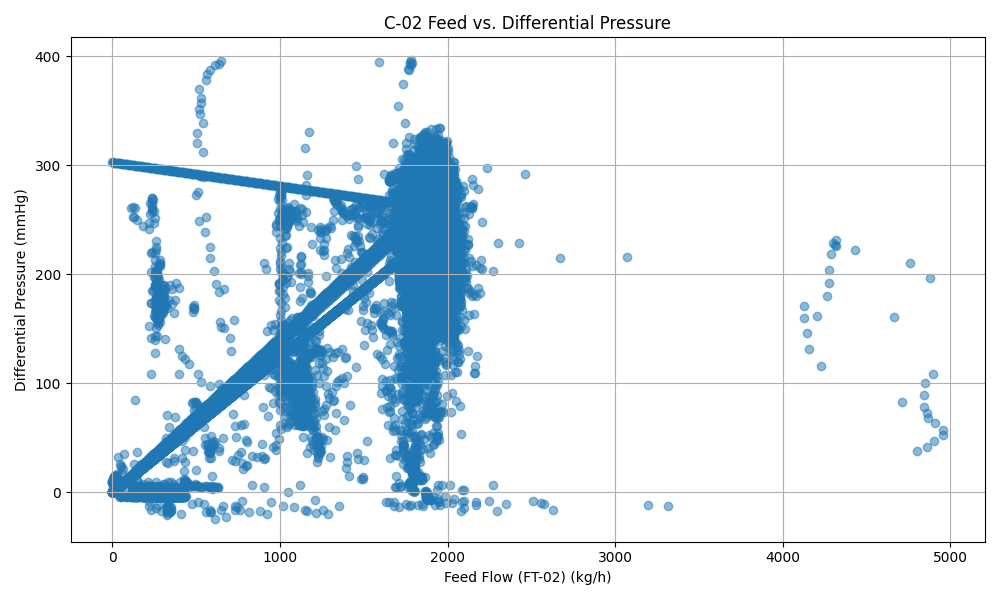 C-02 Feed vs. Differential Pressure
400
300
200
100
0
Differential Pressure (mmHg)
0 1000 2000 3000 4000 5000
Feed Flow (FT-02) (kg/h)